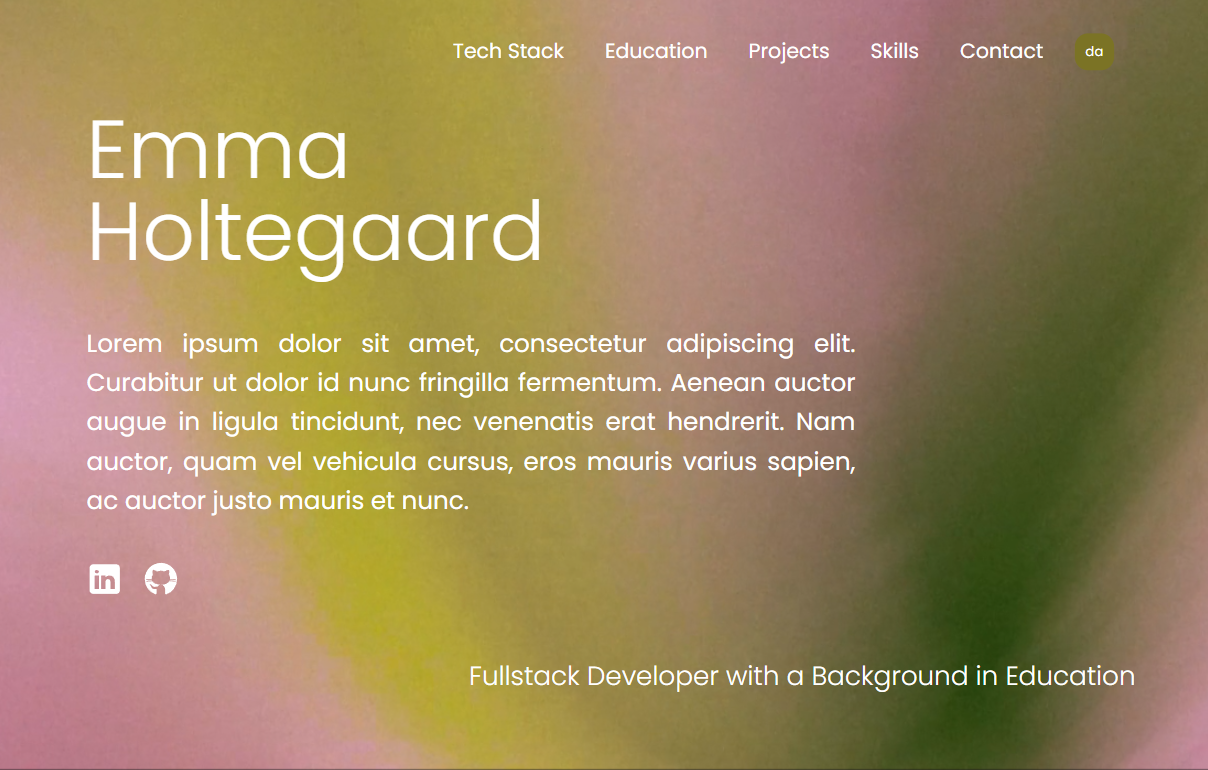 Tech Stack Education Projects Skills Contact da
Emma
Holtegaard
Lorem ipsum dolor sit amet, consectetur adipiscing elit.
Curabitur ut dolor id nunc fringilla fermentum. Aenean auctor
augue in ligula tincidunt, nec venenatis erat hendrerit. Nam
auctor, quam vel vehicula cursus, eros mauris varius sapien,
ac auctor justo mauris et nunc.
in
Fullstack Developer with a Background in Education